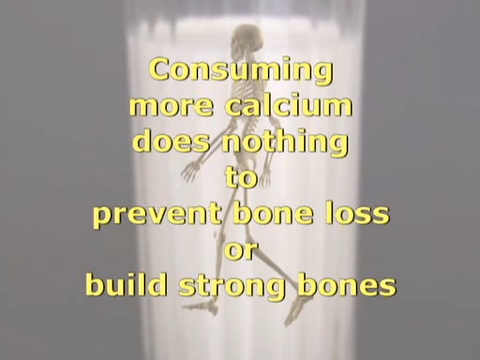 Consuming
more calcium
does nothing
to
prevent bone loss
or
build strong bones